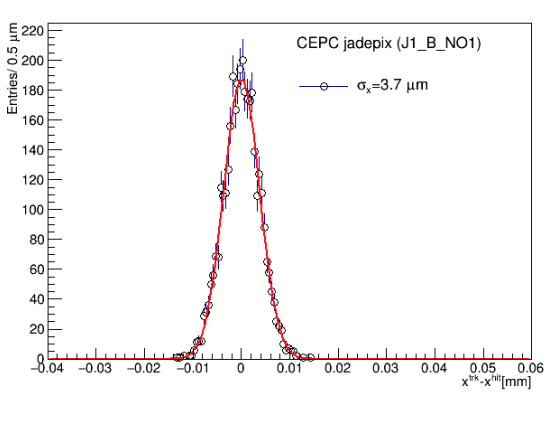 CEPC jadepix (J1_B_NO1)
σx=3.7 μm
Entries/ 0.5 μm
220
200
180
160
140
120
100
80
60
40
20
0
−0.04 −0.03 −0.02 −0.01 0 0.01 0.02 0.03 0.04 0.05 0.06
xtrk-xhit[mm]